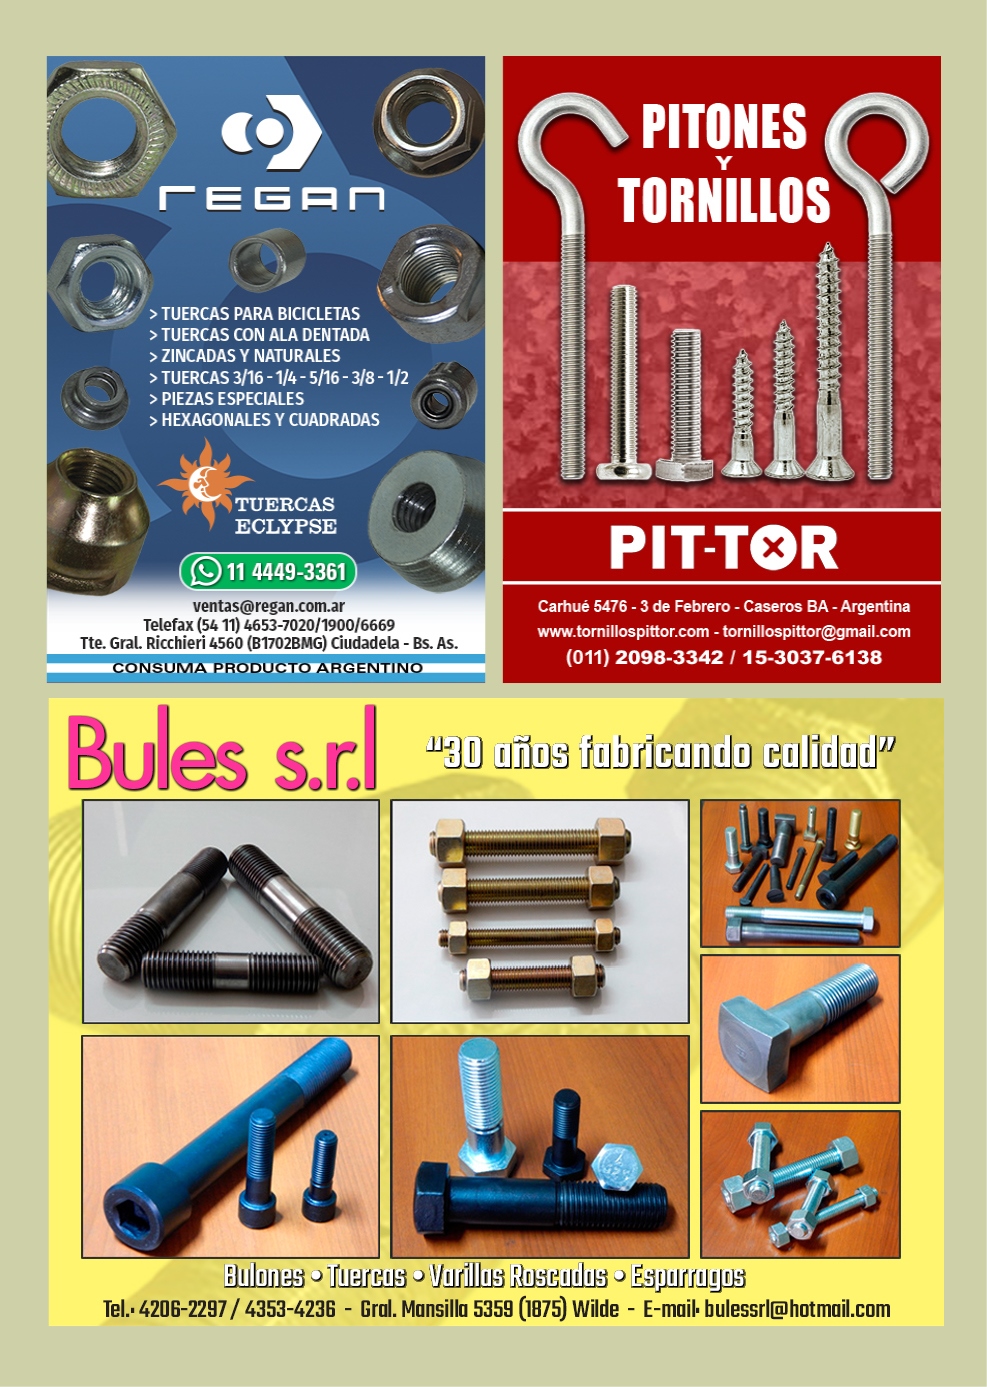 REGAN
> TUERCAS PARA BICICLETAS
> TUERCAS CON ALA DENTADA
> ZINCADAS Y NATURALES
> TUERCAS 3/16 - 1/4 - 5/16 - 3/8 - 1/2
> PIEZAS ESPECIALES
> HEXAGONALES Y CUADRADAS
TUERCAS
ECLYPSE
11 4449-3361
ventas@regan.com.ar
Telefax (54 11) 4653-7020/1900/6669
Tte. Gral. Ricchieri 4560 (B1702BMG) Ciudadela - Bs. As.
CONSUMA PRODUCTO ARGENTINO
PITONES
Y
TORNILLOS
PIT-TOR
Carhué 5476 - 3 de Febrero - Caseros BA - Argentina
www.tornillospittor.com - tornillospittor@gmail.com
(011) 2098-3342 / 15-3037-6138
Bules s.r.l
“30 años fabricando calidad”
Bulones • Tuercas • Varillas Roscadas • Esparragos
Tel.: 4206-2297 / 4353-4236 - Gral. Mansilla 5359 (1875) Wilde - E-mail: bulessrl@hotmail.com